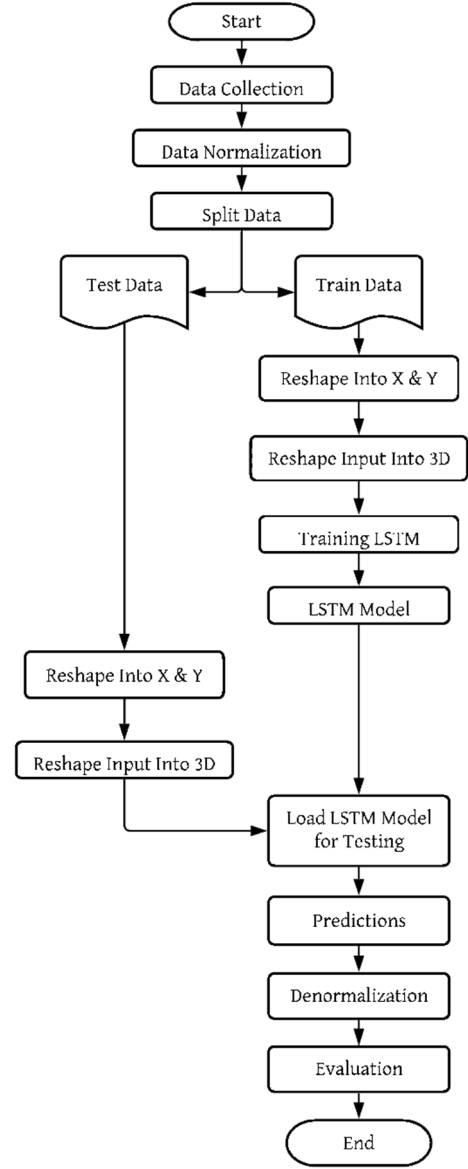 Start
Data Collection
Data Normalization
Split Data
Test Data
Train Data
Reshape Into X & Y
Reshape Input Into 3D
Training LSTM
LSTM Model
Reshape Into X & Y
Reshape Input Into 3D
Load LSTM Model
for Testing
Predictions
Denormalization
Evaluation
End